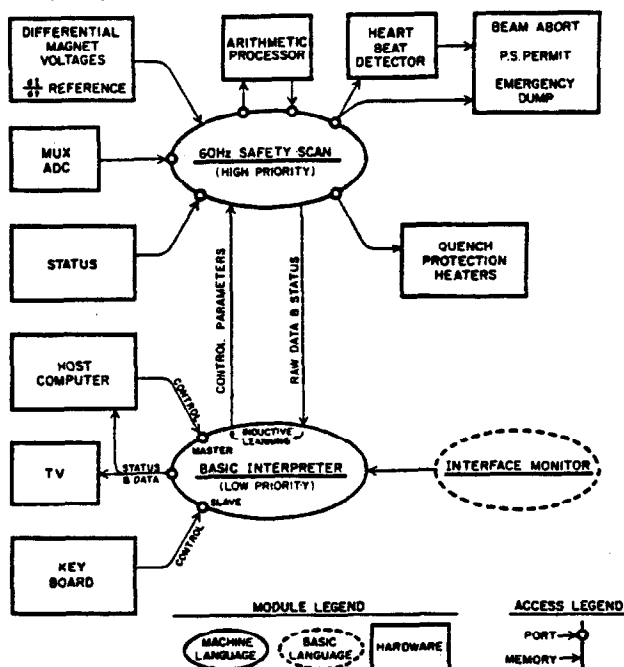 DIFFERENTIAL
MAGNET
VOLTAGES
dI/dT REFERENCE
ARITHMETIC
PROCESSOR
HEART
BEAT
DETECTOR
BEAM ABORT
P.S. PERMIT
EMERGENCY
DUMP
MUX
ADC
60Hz SAFETY SCAN
(HIGH PRIORITY)
STATUS
QUENCH
PROTECTION
HEATERS
CONTROL PARAMETERS
RAW DATA & STATUS
HOST
COMPUTER
CONTROL
MASTER
INDUCTIVE
LEARNING
TV
STATUS
& DATA
BASIC INTERPRETER
(LOW PRIORITY)
INTERFACE MONITOR
SLAVE
CONTROL
KEY
BOARD
MODULE LEGEND
ACCESS LEGEND
MACHINE
LANGUAGE
BASIC
LANGUAGE
HARDWARE
PORT
MEMORY